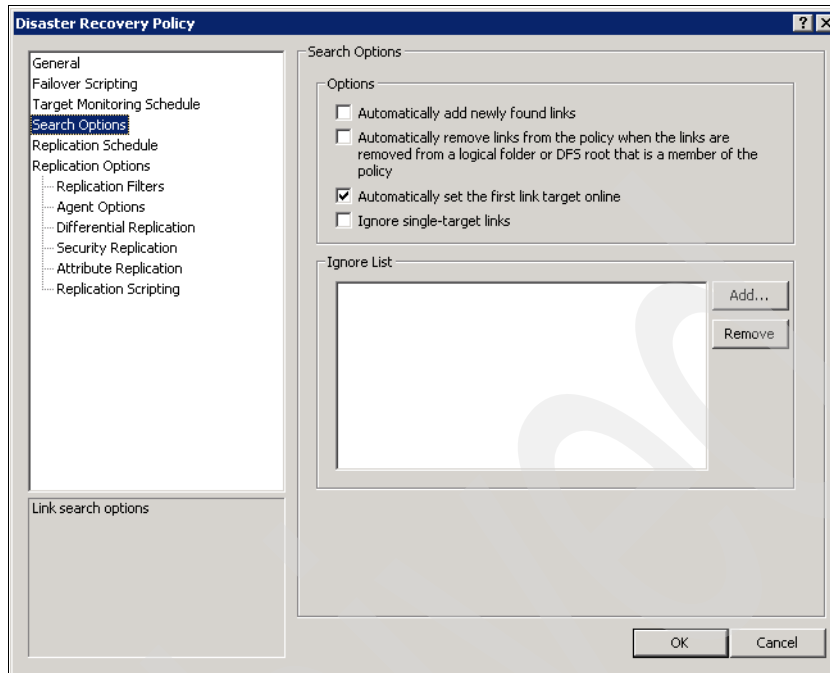 Disaster Recovery Policy
General
Failover Scripting
Target Monitoring Schedule
Search Options
Replication Schedule
Replication Options
Replication Filters
Agent Options
Differential Replication
Security Replication
Attribute Replication
Replication Scripting
Link search options
Search Options
Options
Automatically add newly found links
Automatically remove links from the policy when the links are
removed from a logical folder or DFS root that is a member of the
policy
Automatically set the first link target online
Ignore single-target links
Ignore List
Add...
Remove
OK
Cancel